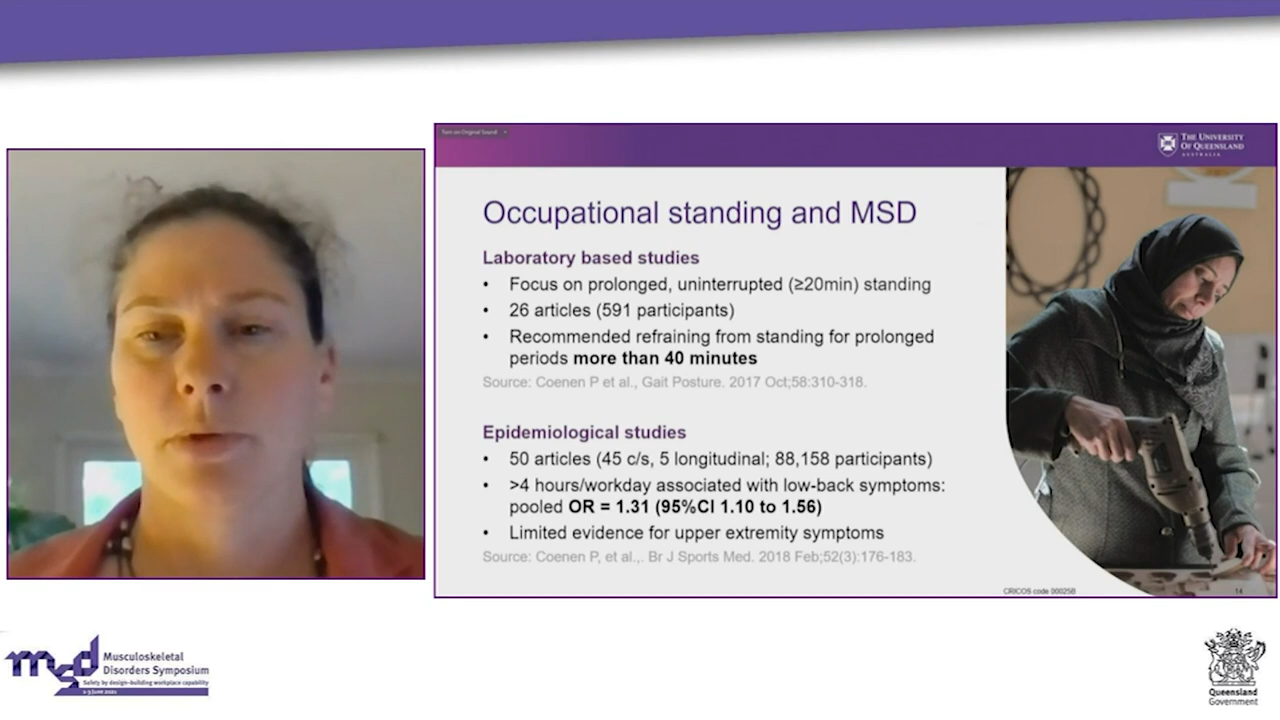 Turn on Original Sound
THE UNIVERSITY
OF QUEENSLAND
AUSTRALIA
Occupational standing and MSD
Laboratory based studies
• Focus on prolonged, uninterrupted (≥20min) standing
• 26 articles (591 participants)
• Recommended refraining from standing for prolonged
periods more than 40 minutes
Source: Coenen P et al., Gait Posture. 2017 Oct;58:310-318.
Epidemiological studies
• 50 articles (45 c/s, 5 longitudinal; 88,158 participants)
• >4 hours/workday associated with low-back symptoms:
pooled OR = 1.31 (95%CI 1.10 to 1.56)
• Limited evidence for upper extremity symptoms
Source: Coenen P, et al.,. Br J Sports Med. 2018 Feb;52(3):176-183.
CRICOS code 00025B
14
msd
Musculoskeletal
Disorders Symposium
Safety by design–building workplace capability
1-3 June 2021
Queensland
Government